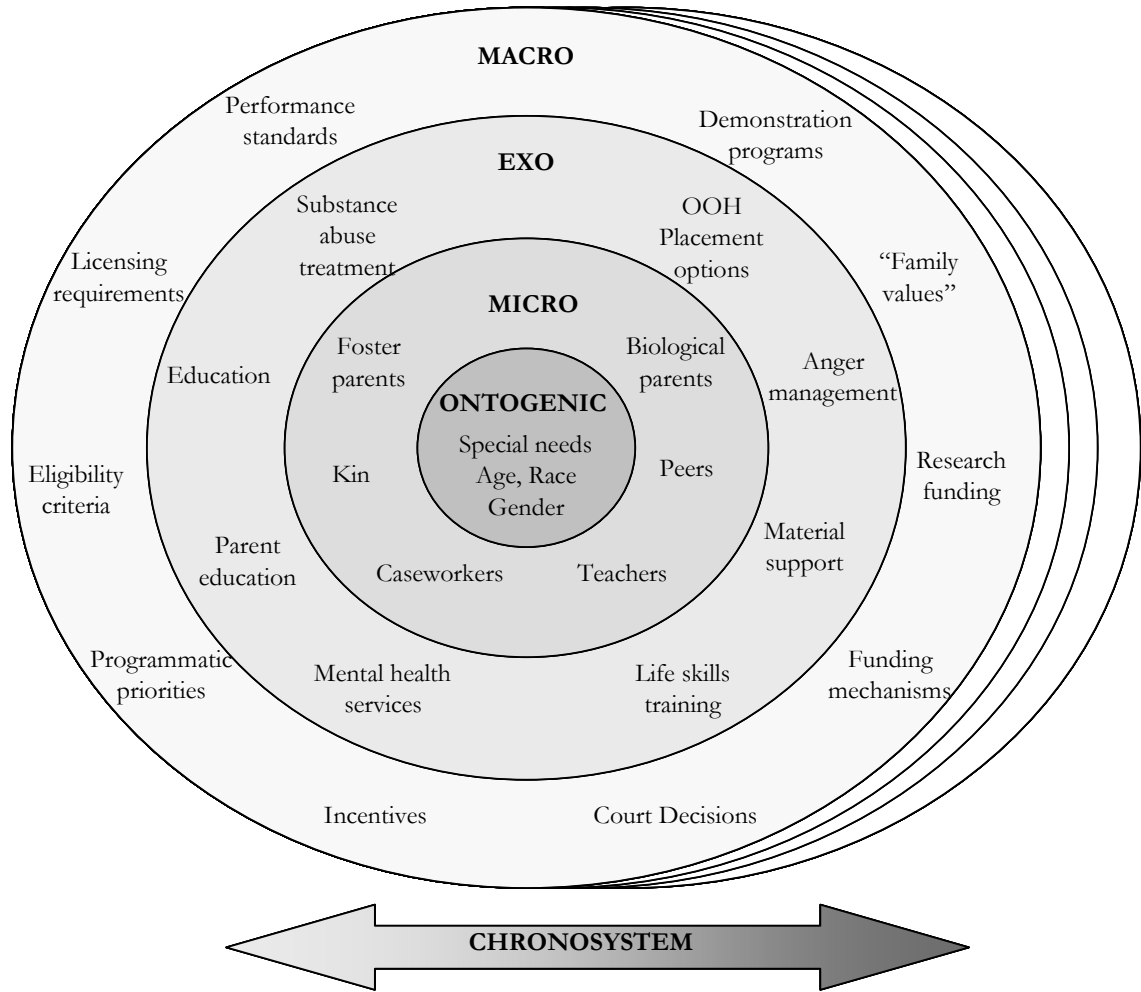 MACRO
Performance
standards
Demonstration
programs
Licensing
requirements
“Family
values”
Eligibility
criteria
Research
funding
Programmatic
priorities
Funding
mechanisms
Incentives
Court Decisions
EXO
Substance
abuse
treatment
OOH
Placement
options
Education
Anger
management
Parent
education
Material
support
Mental health
services
Life skills
training
MICRO
Foster
parents
Biological
parents
Kin
Peers
Caseworkers
Teachers
ONTOGENIC
Special needs
Age, Race
Gender
CHRONOSYSTEM